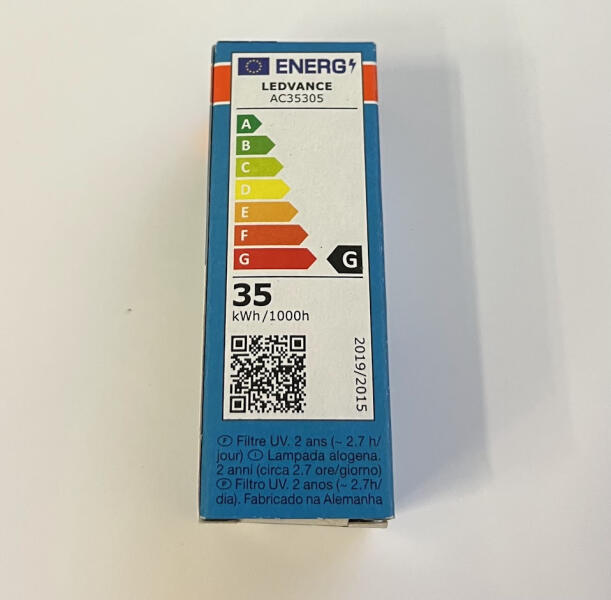 ENERG
LEDVANCE
AC35305
A
B
C
D
E
F
G
G
35
kWh/1000h
2019/2015
F Filtre UV. 2 ans (~ 2.7 h/
jour) I Lampada alogena.
2 anni (circa 2.7 ore/giorno)
P Filtro UV. 2 anos (~ 2.7h/
día). Fabricado na Alemanha